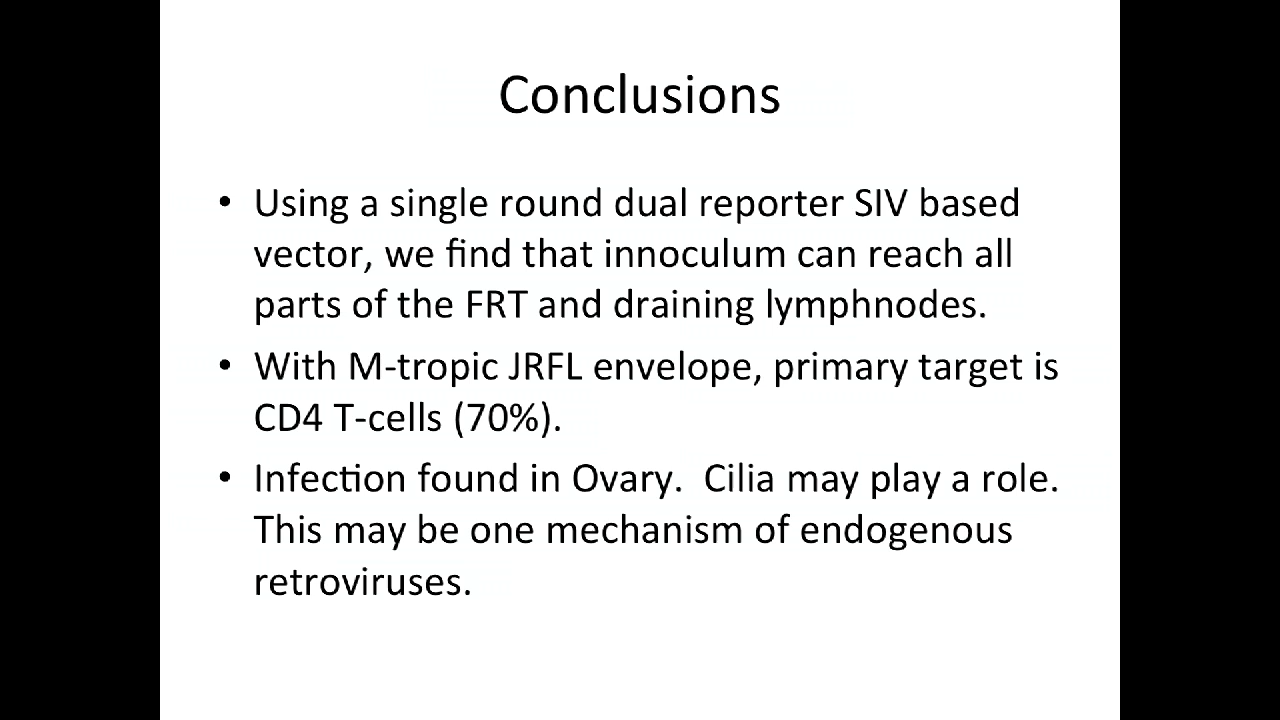 Conclusions
• Using a single round dual reporter SIV based
vector, we find that innoculum can reach all
parts of the FRT and draining lymphnodes.
• With M-tropic JRFL envelope, primary target is
CD4 T-cells (70%).
• Infection found in Ovary.  Cilia may play a role.
This may be one mechanism of endogenous
retroviruses.